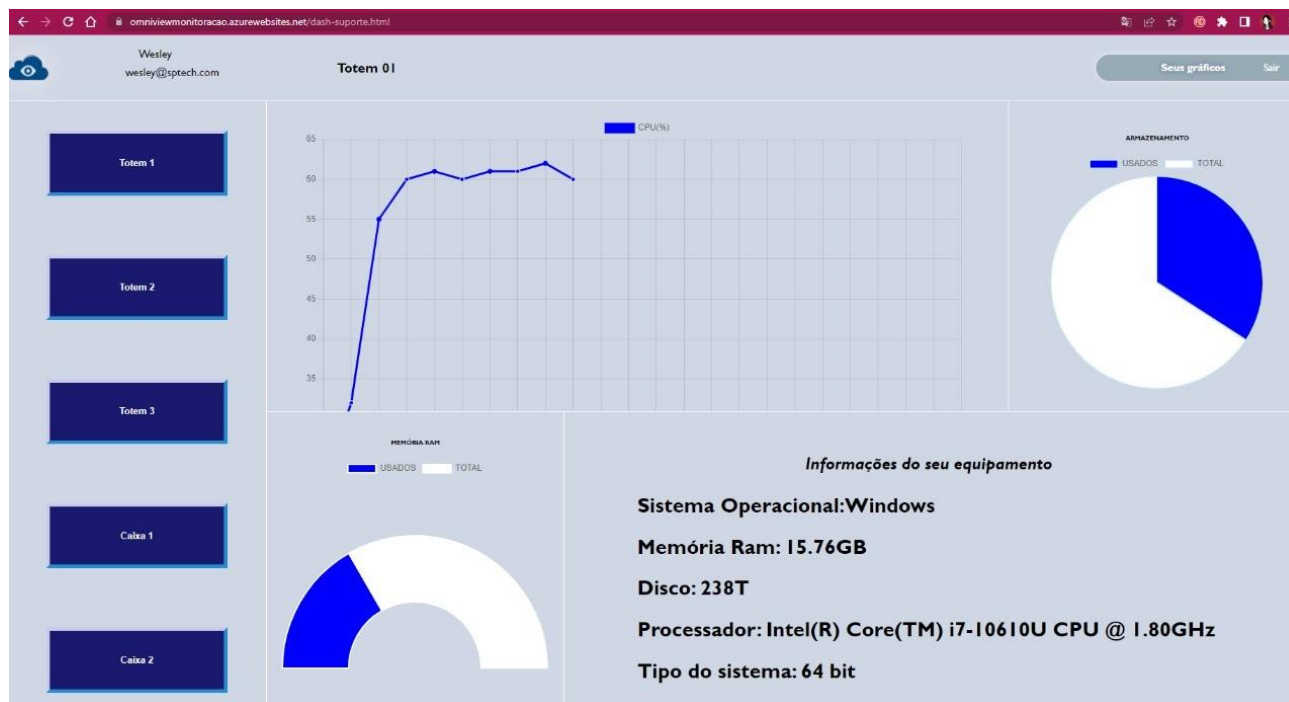 omniviewmonitoracao.azurewebsites.net/dash-suporte.html
Wesley
wesley@sptech.com
Totem 01
Seus gráficos
Sair
Totem 1
Totem 2
Totem 3
Caixa 1
Caixa 2
CPU(%)
65
60
55
50
45
40
35
ARMAZENAMENTO
USADOS TOTAL
MEMÓRIA RAM
USADOS TOTAL
Informações do seu equipamento
Sistema Operacional:Windows
Memória Ram: 15.76GB
Disco: 238T
Processador: Intel(R) Core(TM) i7-10610U CPU @ 1.80GHz
Tipo do sistema: 64 bit